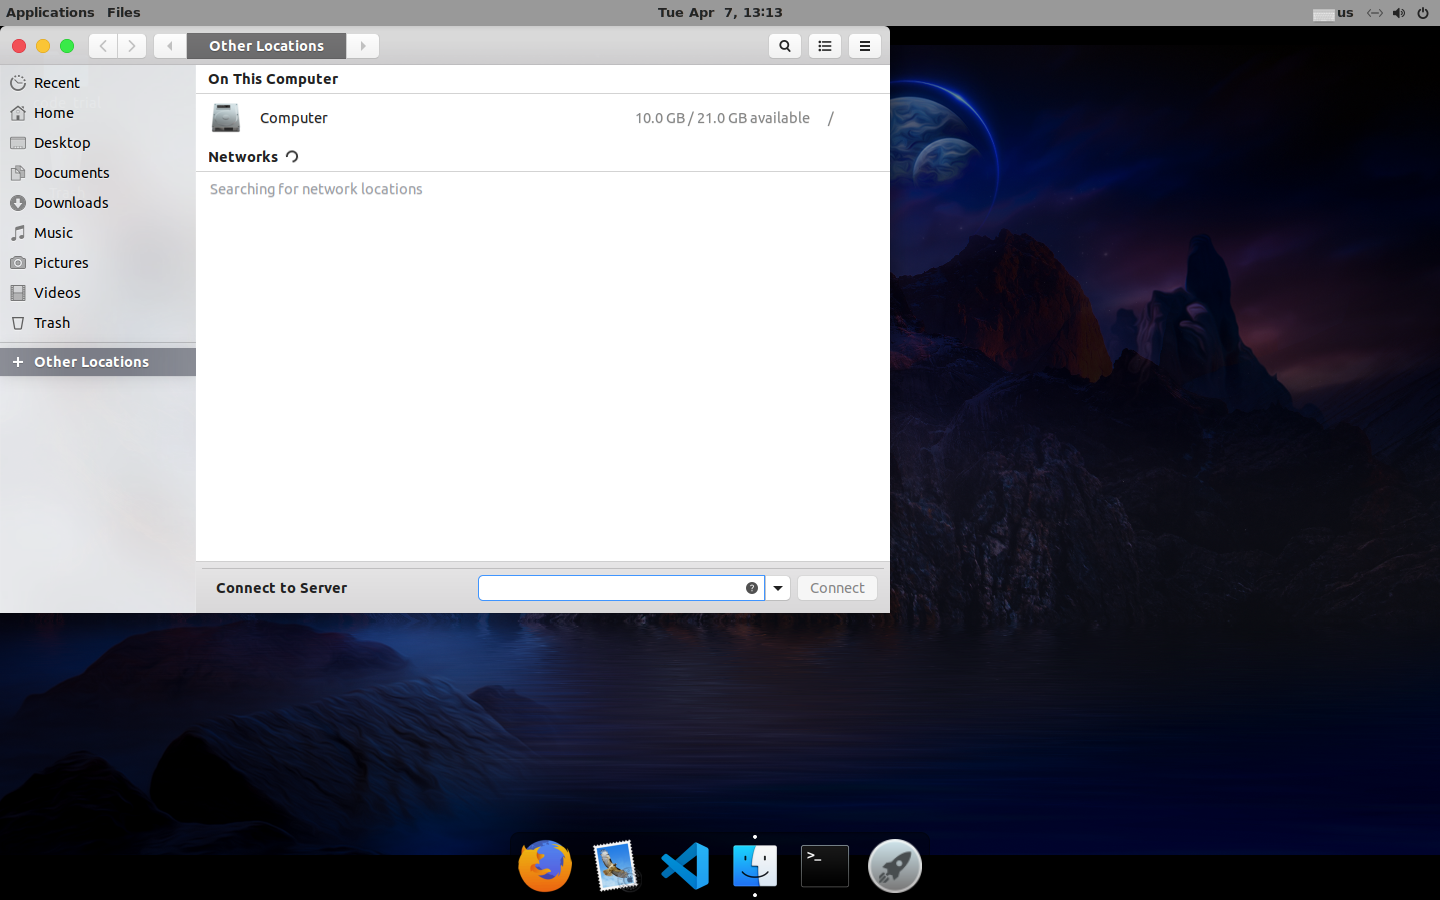 Applications Files Tue Apr 7, 13:13 us
Other Locations
Recent
Home
Desktop
Documents
Downloads
Music
Pictures
Videos
Trash
Other Locations
On This Computer
Computer 10.0 GB / 21.0 GB available /
Networks
Searching for network locations
Connect to Server Connect
>_